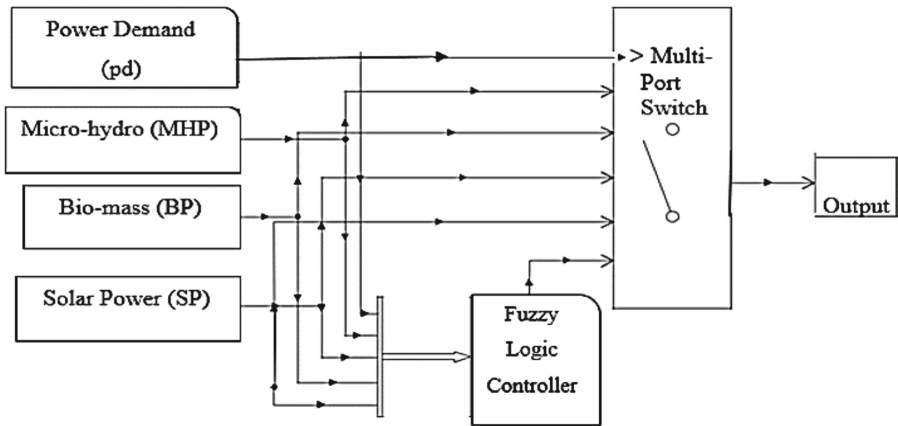 Power Demand
(pd)
Micro-hydro (MHP)
Bio-mass (BP)
Solar Power (SP)
> Multi-
Port
Switch
Fuzzy
Logic
Controller
Output